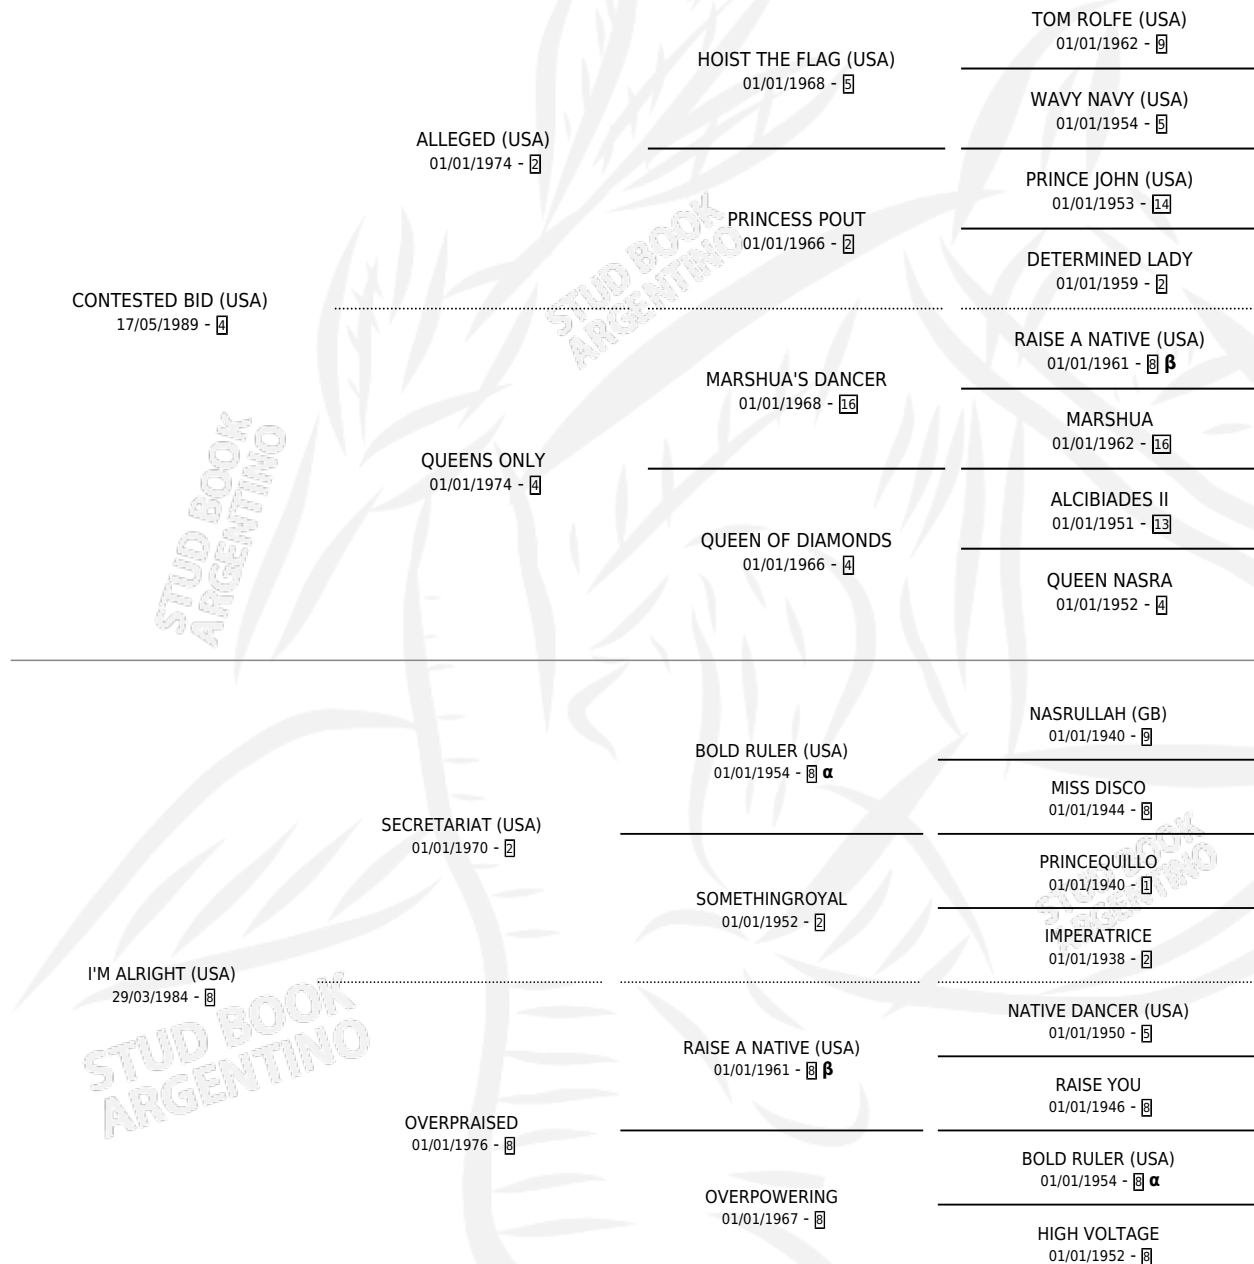 TOM ROLFE (USA)
01/01/1962 - 9
HOIST THE FLAG (USA)
01/01/1968 - 5
WAVY NAVY (USA)
01/01/1954 - 5
ALLEGED (USA)
01/01/1974 - 2
PRINCE JOHN (USA)
01/01/1953 - 14
PRINCESS POUT
01/01/1966 - 2
DETERMINED LADY
01/01/1959 - 2
CONTESTED BID (USA)
17/05/1989 - 4
RAISE A NATIVE (USA)
01/01/1961 - 8 β
MARSHUA'S DANCER
01/01/1968 - 16
MARSHUA
01/01/1962 - 16
QUEENS ONLY
01/01/1974 - 4
ALCIBIADES II
01/01/1951 - 13
QUEEN OF DIAMONDS
01/01/1966 - 4
QUEEN NASRA
01/01/1952 - 4
NASRULLAH (GB)
01/01/1940 - 9
BOLD RULER (USA)
01/01/1954 - 8 α
MISS DISCO
01/01/1944 - 8
SECRETARIAT (USA)
01/01/1970 - 2
PRINCEQUILLO
01/01/1940 - 1
SOMETHINGROYAL
01/01/1952 - 2
IMPERATRICE
01/01/1938 - 2
I'M ALRIGHT (USA)
29/03/1984 - 8
NATIVE DANCER (USA)
01/01/1950 - 5
RAISE A NATIVE (USA)
01/01/1961 - 8 β
RAISE YOU
01/01/1946 - 8
OVERPRAISED
01/01/1976 - 8
BOLD RULER (USA)
01/01/1954 - 8 α
OVERPOWERING
01/01/1967 - 8
HIGH VOLTAGE
01/01/1952 - 8
STUD BOOK
ARGENTINO
STUD BOOK
ARGENTINO
STUD BOOK
ARGENTINO
STUD BOOK
ARGENTINO